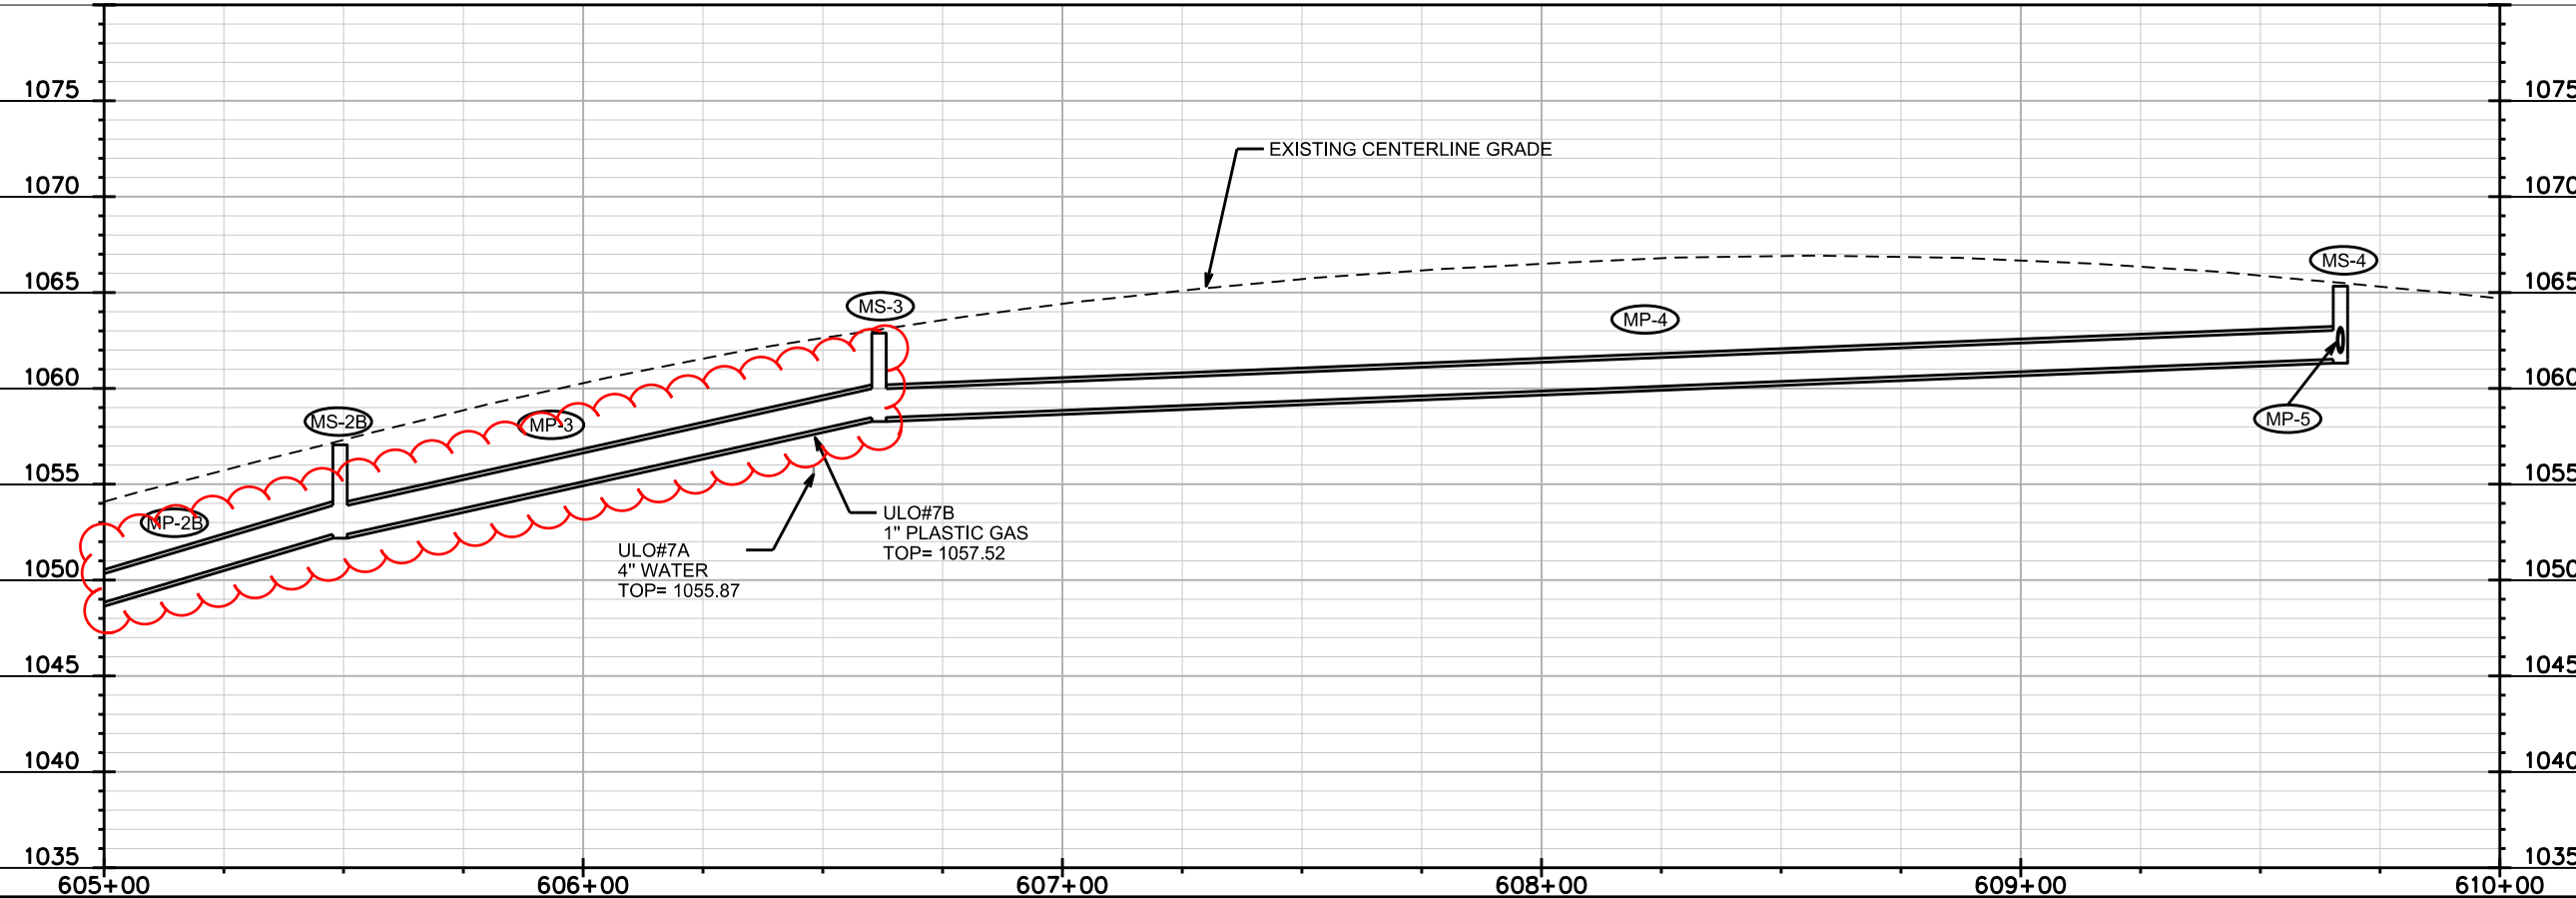 1075 1075
EXISTING CENTERLINE GRADE
1070 1070
1065 1065
MS-4
MS-3
MP-4
1060 1060
MS-2B
MP-3
MP-5
1055 1055
MP-2B
ULO#7B
1" PLASTIC GAS
TOP= 1057.52
ULO#7A
4" WATER
TOP= 1055.87
1050 1050
1045 1045
1040 1040
1035 1035
605+00 606+00 607+00 608+00 609+00 610+00